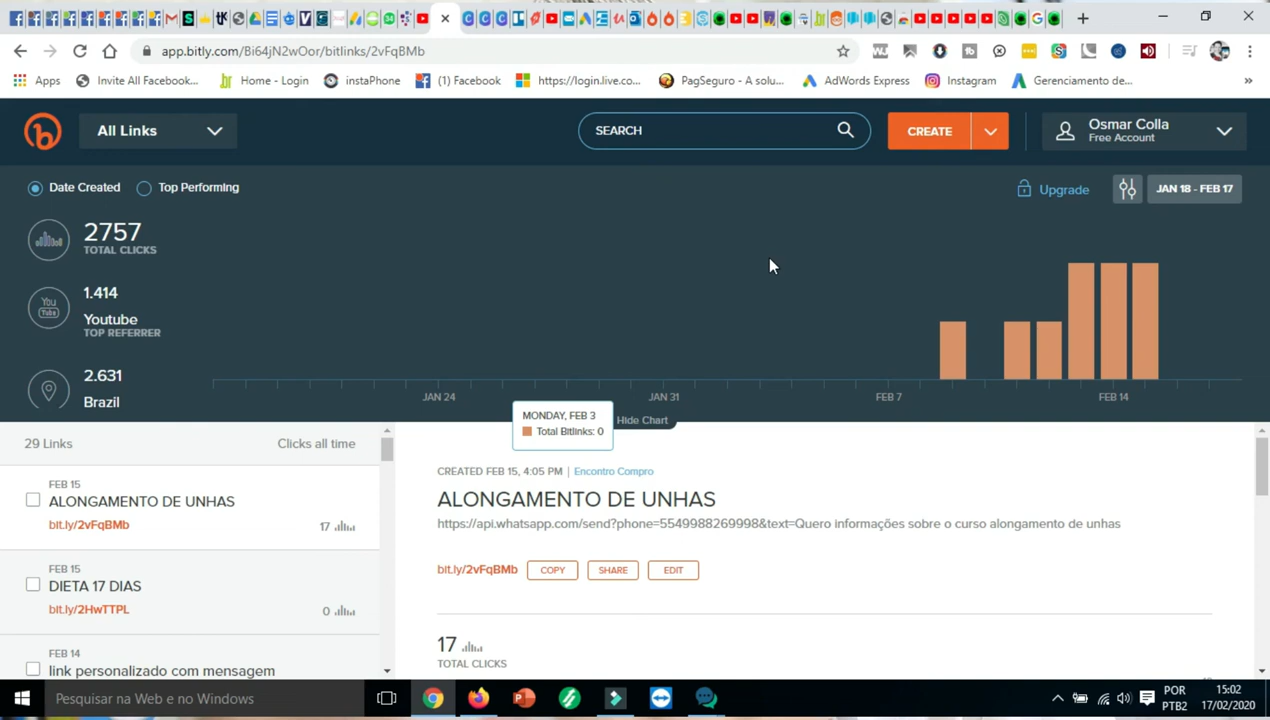 app.bitly.com/Bi64jN2wOor/bitlinks/2vFqBMb
Apps Invite All Facebook... Home - Login instaPhone (1) Facebook https://login.live.co... PagSeguro - A solu... AdWords Express Instagram Gerenciamento de... »
All Links SEARCH CREATE Osmar Colla
Free Account
Date Created Top Performing Upgrade JAN 18 - FEB 17
2757
TOTAL CLICKS
1.414
You
Tube
Youtube
TOP REFERRER
2.631
Brazil
JAN 24 JAN 31 FEB 7 FEB 14
MONDAY, FEB 3
Total Bitlinks: 0
Hide Chart
29 Links Clicks all time
FEB 15
ALONGAMENTO DE UNHAS
bit.ly/2vFqBMb 17
FEB 15
DIETA 17 DIAS
bit.ly/2HwTTPL 0
FEB 14
link personalizado com mensagem
CREATED FEB 15, 4:05 PM | Encontro Compro
ALONGAMENTO DE UNHAS
https://api.whatsapp.com/send?phone=5549988269998&text=Quero informações sobre o curso alongamento de unhas
bit.ly/2vFqBMb COPY SHARE EDIT
17
TOTAL CLICKS
Pesquisar na Web e no Windows
POR
PTB2
15:02
17/02/2020